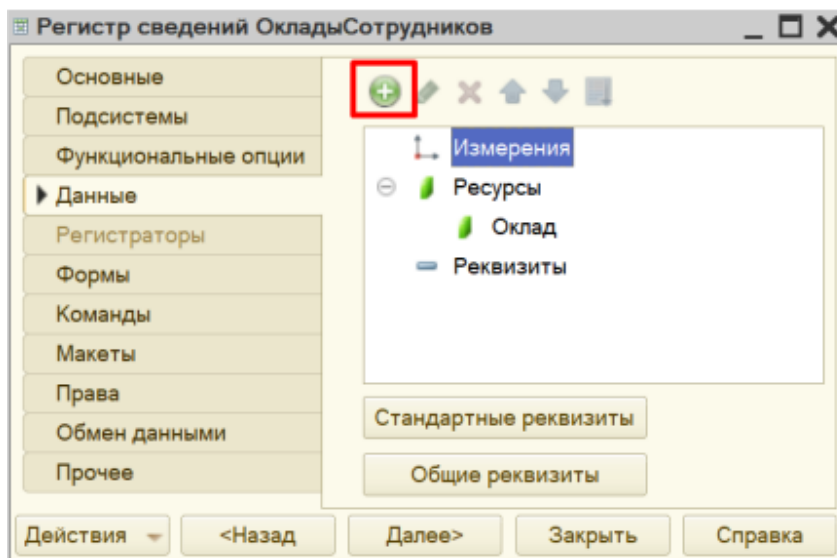 Регистр сведений ОкладыСотрудников
Основные
Подсистемы
Функциональные опции
Данные
Регистраторы
Формы
Команды
Макеты
Права
Обмен данными
Прочее
Измерения
Ресурсы
Оклад
Реквизиты
Стандартные реквизиты
Общие реквизиты
Действия <Назад Далее> Закрыть Справка